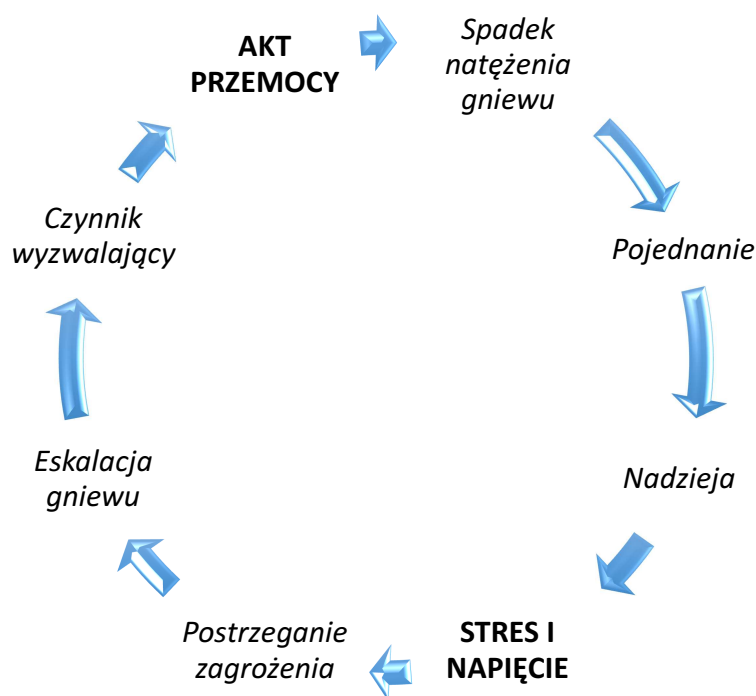 AKT
PRZEMOCY
Spadek
natężenia
gniewu
Pojednanie
Nadzieja
STRES I
NAPIĘCIE
Postrzeganie
zagrożenia
Eskalacja
gniewu
Czynnik
wyzwalający